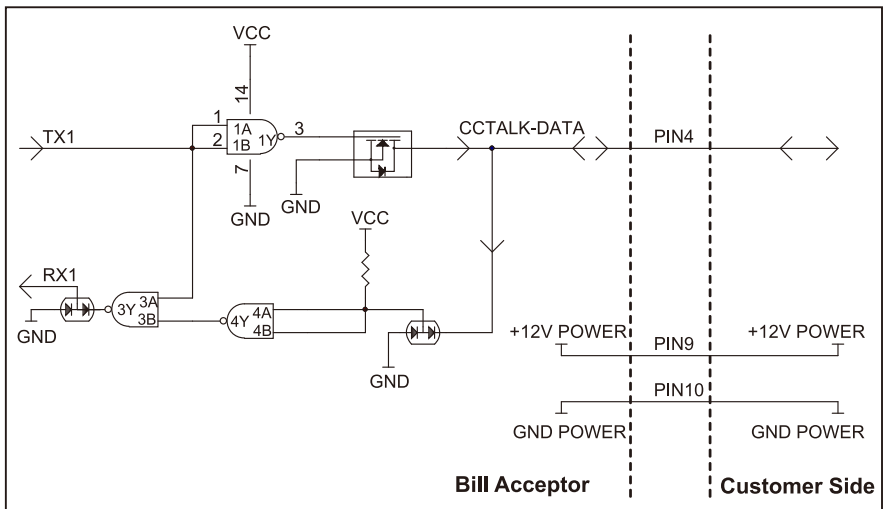 VCC
14
1
1A
3
CCTALK-DATA
PIN4
TX1
2
1B
1Y
7
GND
GND
VCC
RX1
3A
3Y
3B
4A
4Y
4B
GND
GND
+12V POWER
PIN9
+12V POWER
PIN10
GND POWER
GND POWER
Bill Acceptor
Customer Side